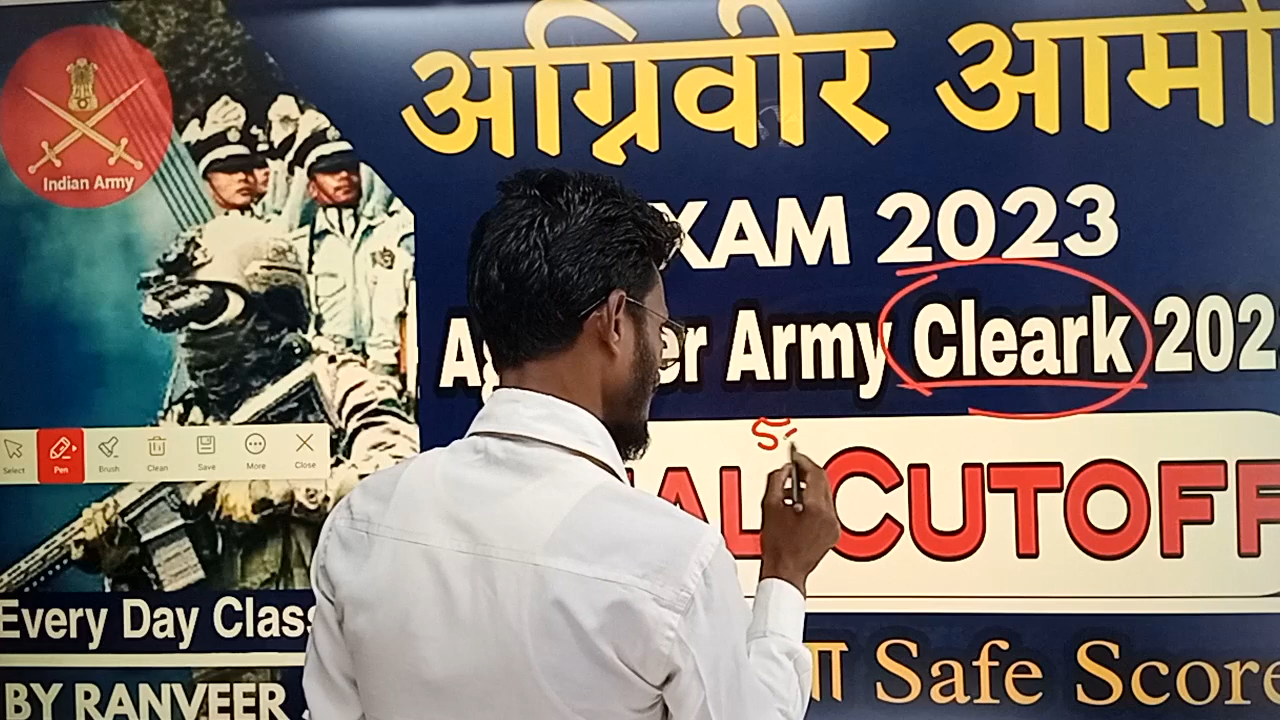 अग्निवीर आर्मी
Indian Army
XAM 2023
Army Cleark 202
Select Pen Brush Clean Save More Close
CUTOFF
Every Day Class
Safe Score
BY RANVEER